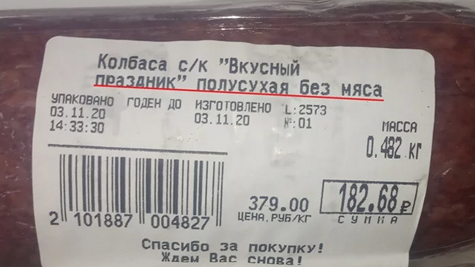 Колбаса с/к "Вкусный
праздник" полусухая без мяса
УПАКОВАНО ГОДЕН ДО ИЗГОТОВЛЕНО L:2573
03.11.20 03.11.20 №:01
14:33:30
МАССА
0.482 КГ
379.00 182.68₽
ЦЕНА, РУБ/КГ СУММА
2 101887 004827
Спасибо за покупку!
Ждем Вас снова!